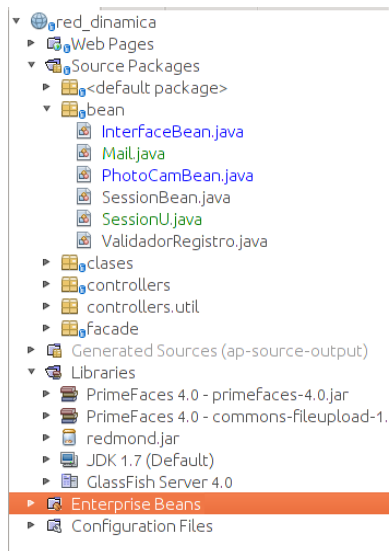 red_dinamica
Web Pages
Source Packages
<default package>
bean
InterfaceBean.java
Mail.java
PhotoCamBean.java
SessionBean.java
SessionU.java
ValidadorRegistro.java
clases
controllers
controllers.util
facade
Generated Sources (ap-source-output)
Libraries
PrimeFaces 4.0 - primefaces-4.0.jar
PrimeFaces 4.0 - commons-fileupload-1.
redmond.jar
JDK 1.7 (Default)
GlassFish Server 4.0
Enterprise Beans
Configuration Files